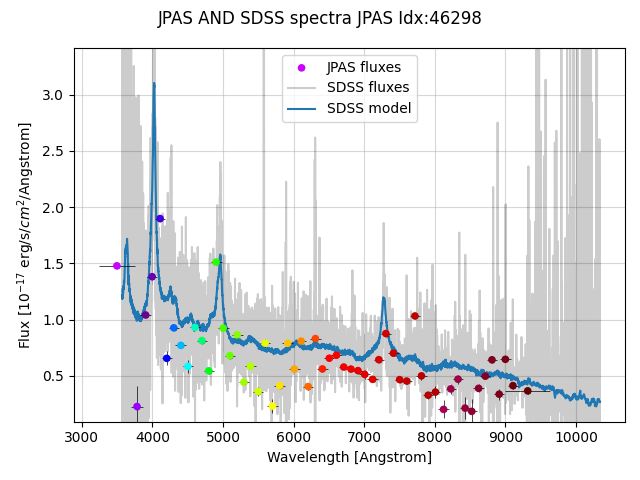 JPAS AND SDSS spectra JPAS Idx:46298
JPAS fluxes
SDSS fluxes
SDSS model
Flux [10⁻¹⁷ erg/s/cm²/Angstrom]
3.0
2.5
2.0
1.5
1.0
0.5
3000 4000 5000 6000 7000 8000 9000 10000
Wavelength [Angstrom]